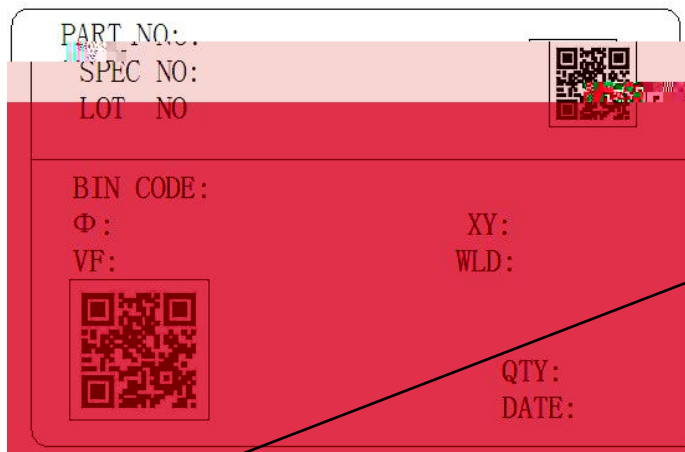 PART NO:
SPEC NO:
LOT NO
BIN CODE:
Φ: XY:
VF: WLD:
QTY:
DATE: